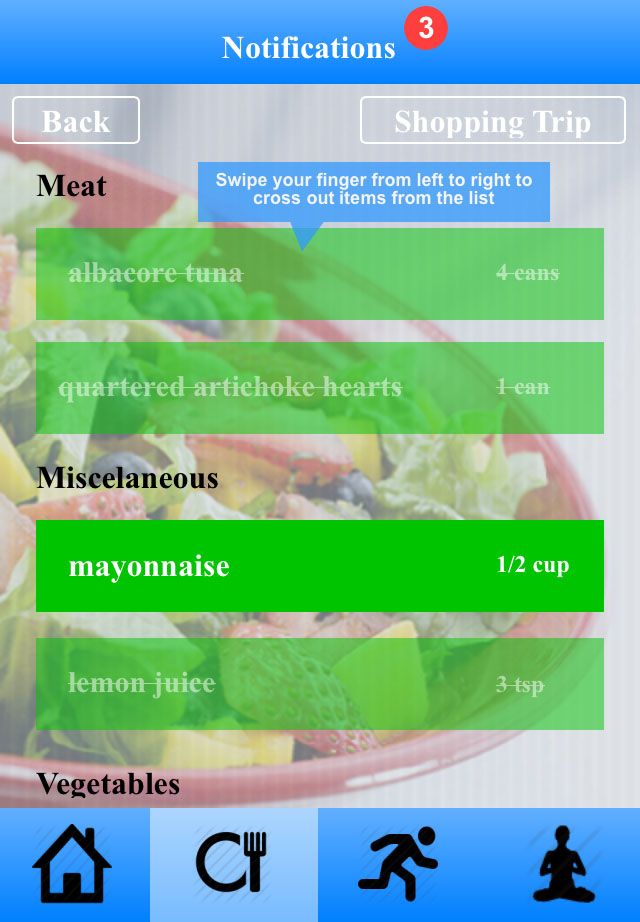 Notifications 3
Back Shopping Trip
Meat
Swipe your finger from left to right to
cross out items from the list
albacore tuna 4 cans
quartered artichoke hearts 1 can
Miscelaneous
mayonnaise 1/2 cup
lemon juice 3 tsp
Vegetables